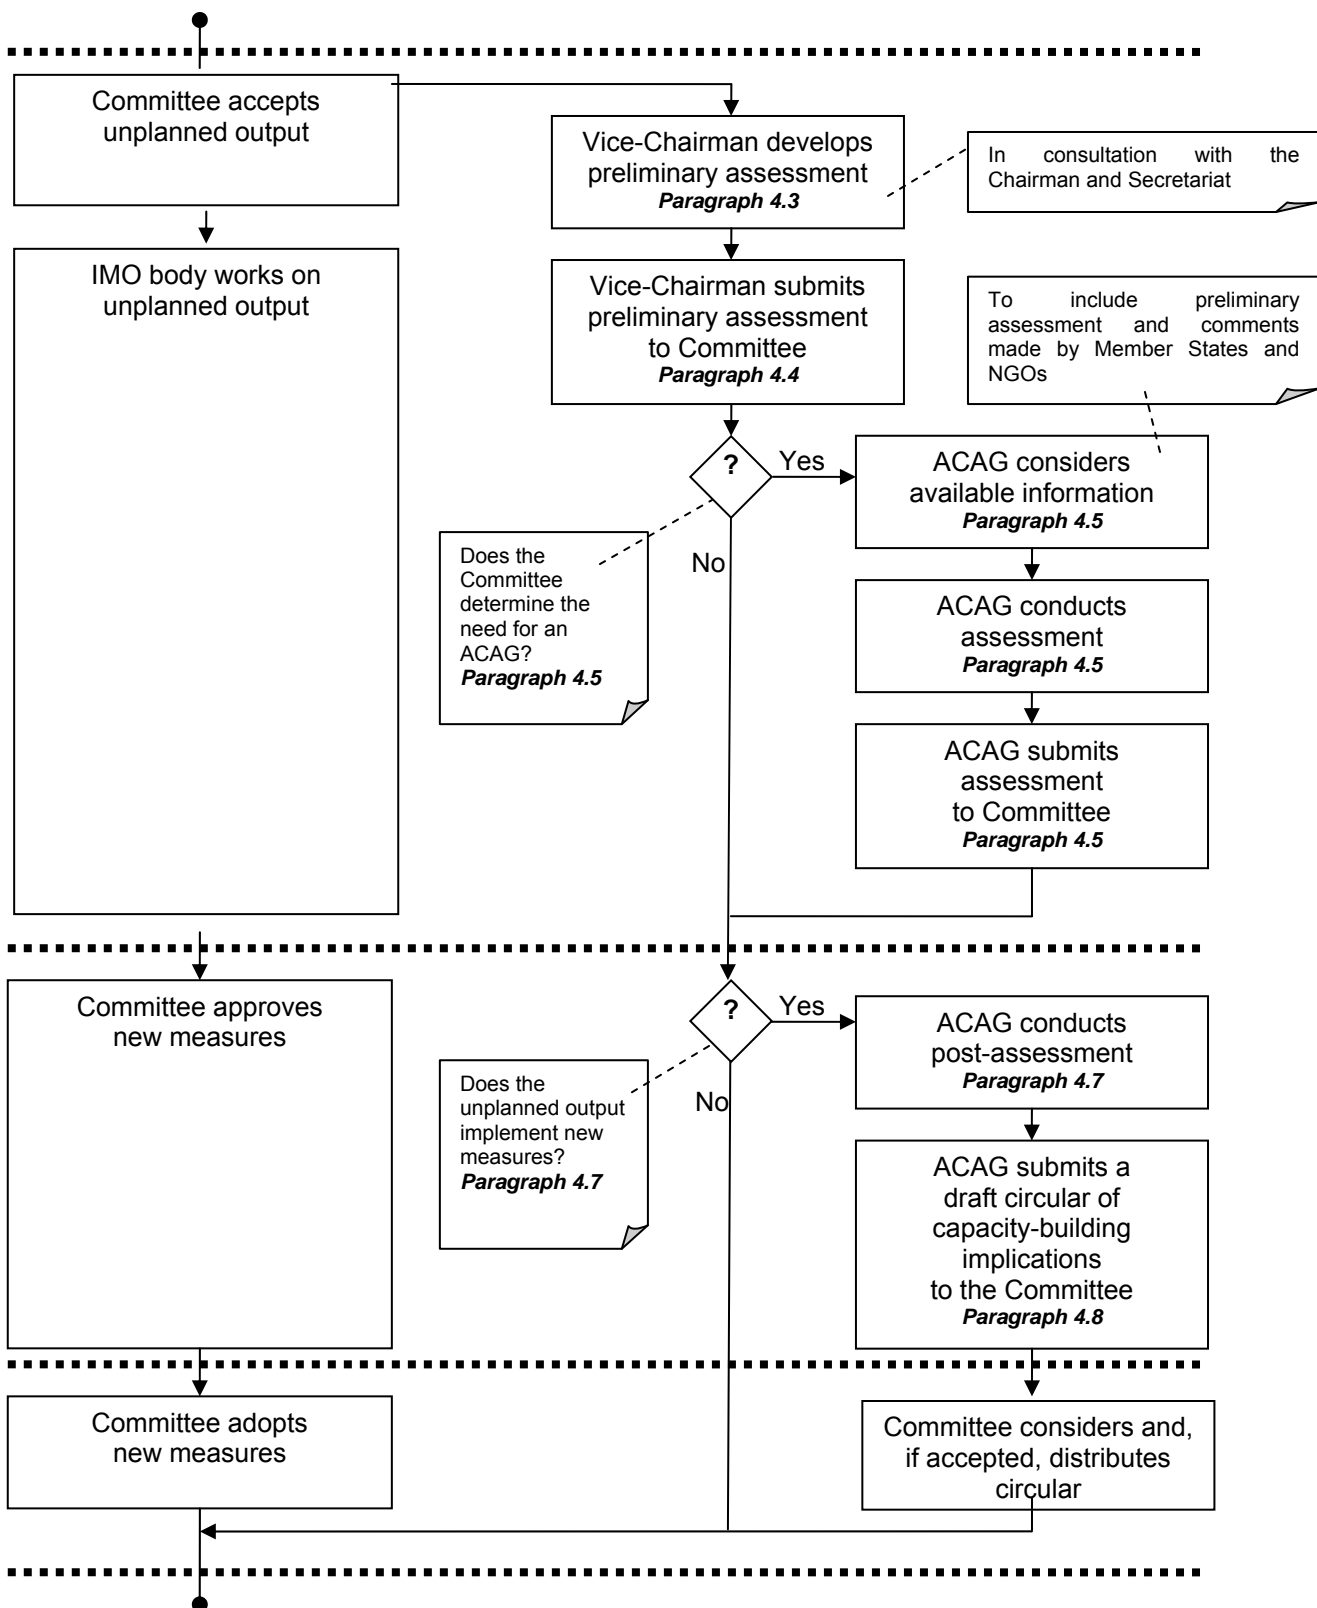 Committee accepts
unplanned output
Vice-Chairman develops
preliminary assessment
Paragraph 4.3
In consultation with the
Chairman and Secretariat
IMO body works on
unplanned output
Vice-Chairman submits
preliminary assessment
to Committee
Paragraph 4.4
To include preliminary
assessment and comments
made by Member States and
NGOs
?
Yes
ACAG considers
available information
Paragraph 4.5
Does the
Committee
determine the
need for an
ACAG?
Paragraph 4.5
No
ACAG conducts
assessment
Paragraph 4.5
ACAG submits
assessment
to Committee
Paragraph 4.5
Committee approves
new measures
?
Yes
ACAG conducts
post-assessment
Paragraph 4.7
Does the
unplanned output
implement new
measures?
Paragraph 4.7
No
ACAG submits a
draft circular of
capacity-building
implications
to the Committee
Paragraph 4.8
Committee adopts
new measures
Committee considers and,
if accepted, distributes
circular